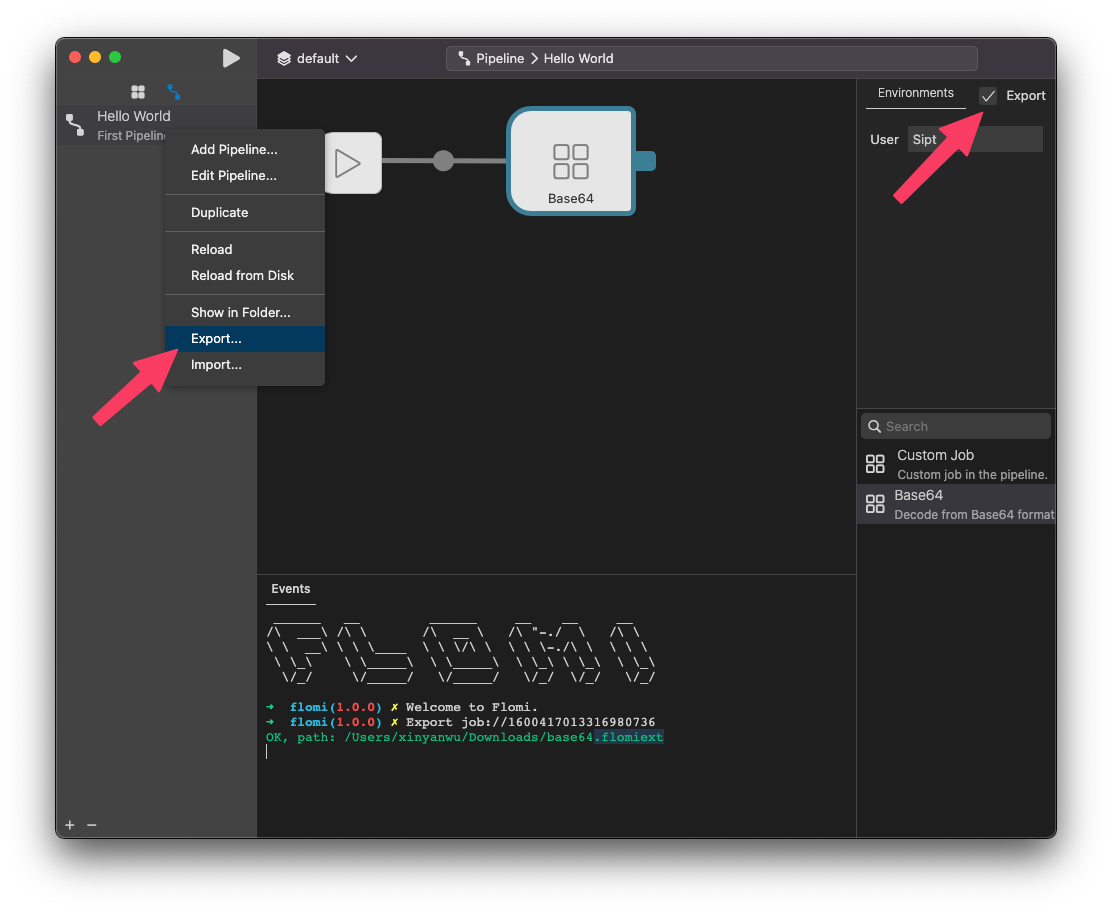 default
Pipeline > Hello World
Hello World
First Pipeline
Add Pipeline...
Edit Pipeline...
Duplicate
Reload
Reload from Disk
Show in Folder...
Export...
Import...
Base64
Environments
Export
User
Sipt
Search
Custom Job
Custom job in the pipeline.
Base64
Decode from Base64 format
Events
FLOMI
➜ flomi(1.0.0) ✗ Welcome to Flomi.
➜ flomi(1.0.0) ✗ Export job://1600417013316980736
OK, path: /Users/xinyanwu/Downloads/base64.flomiext
+ −